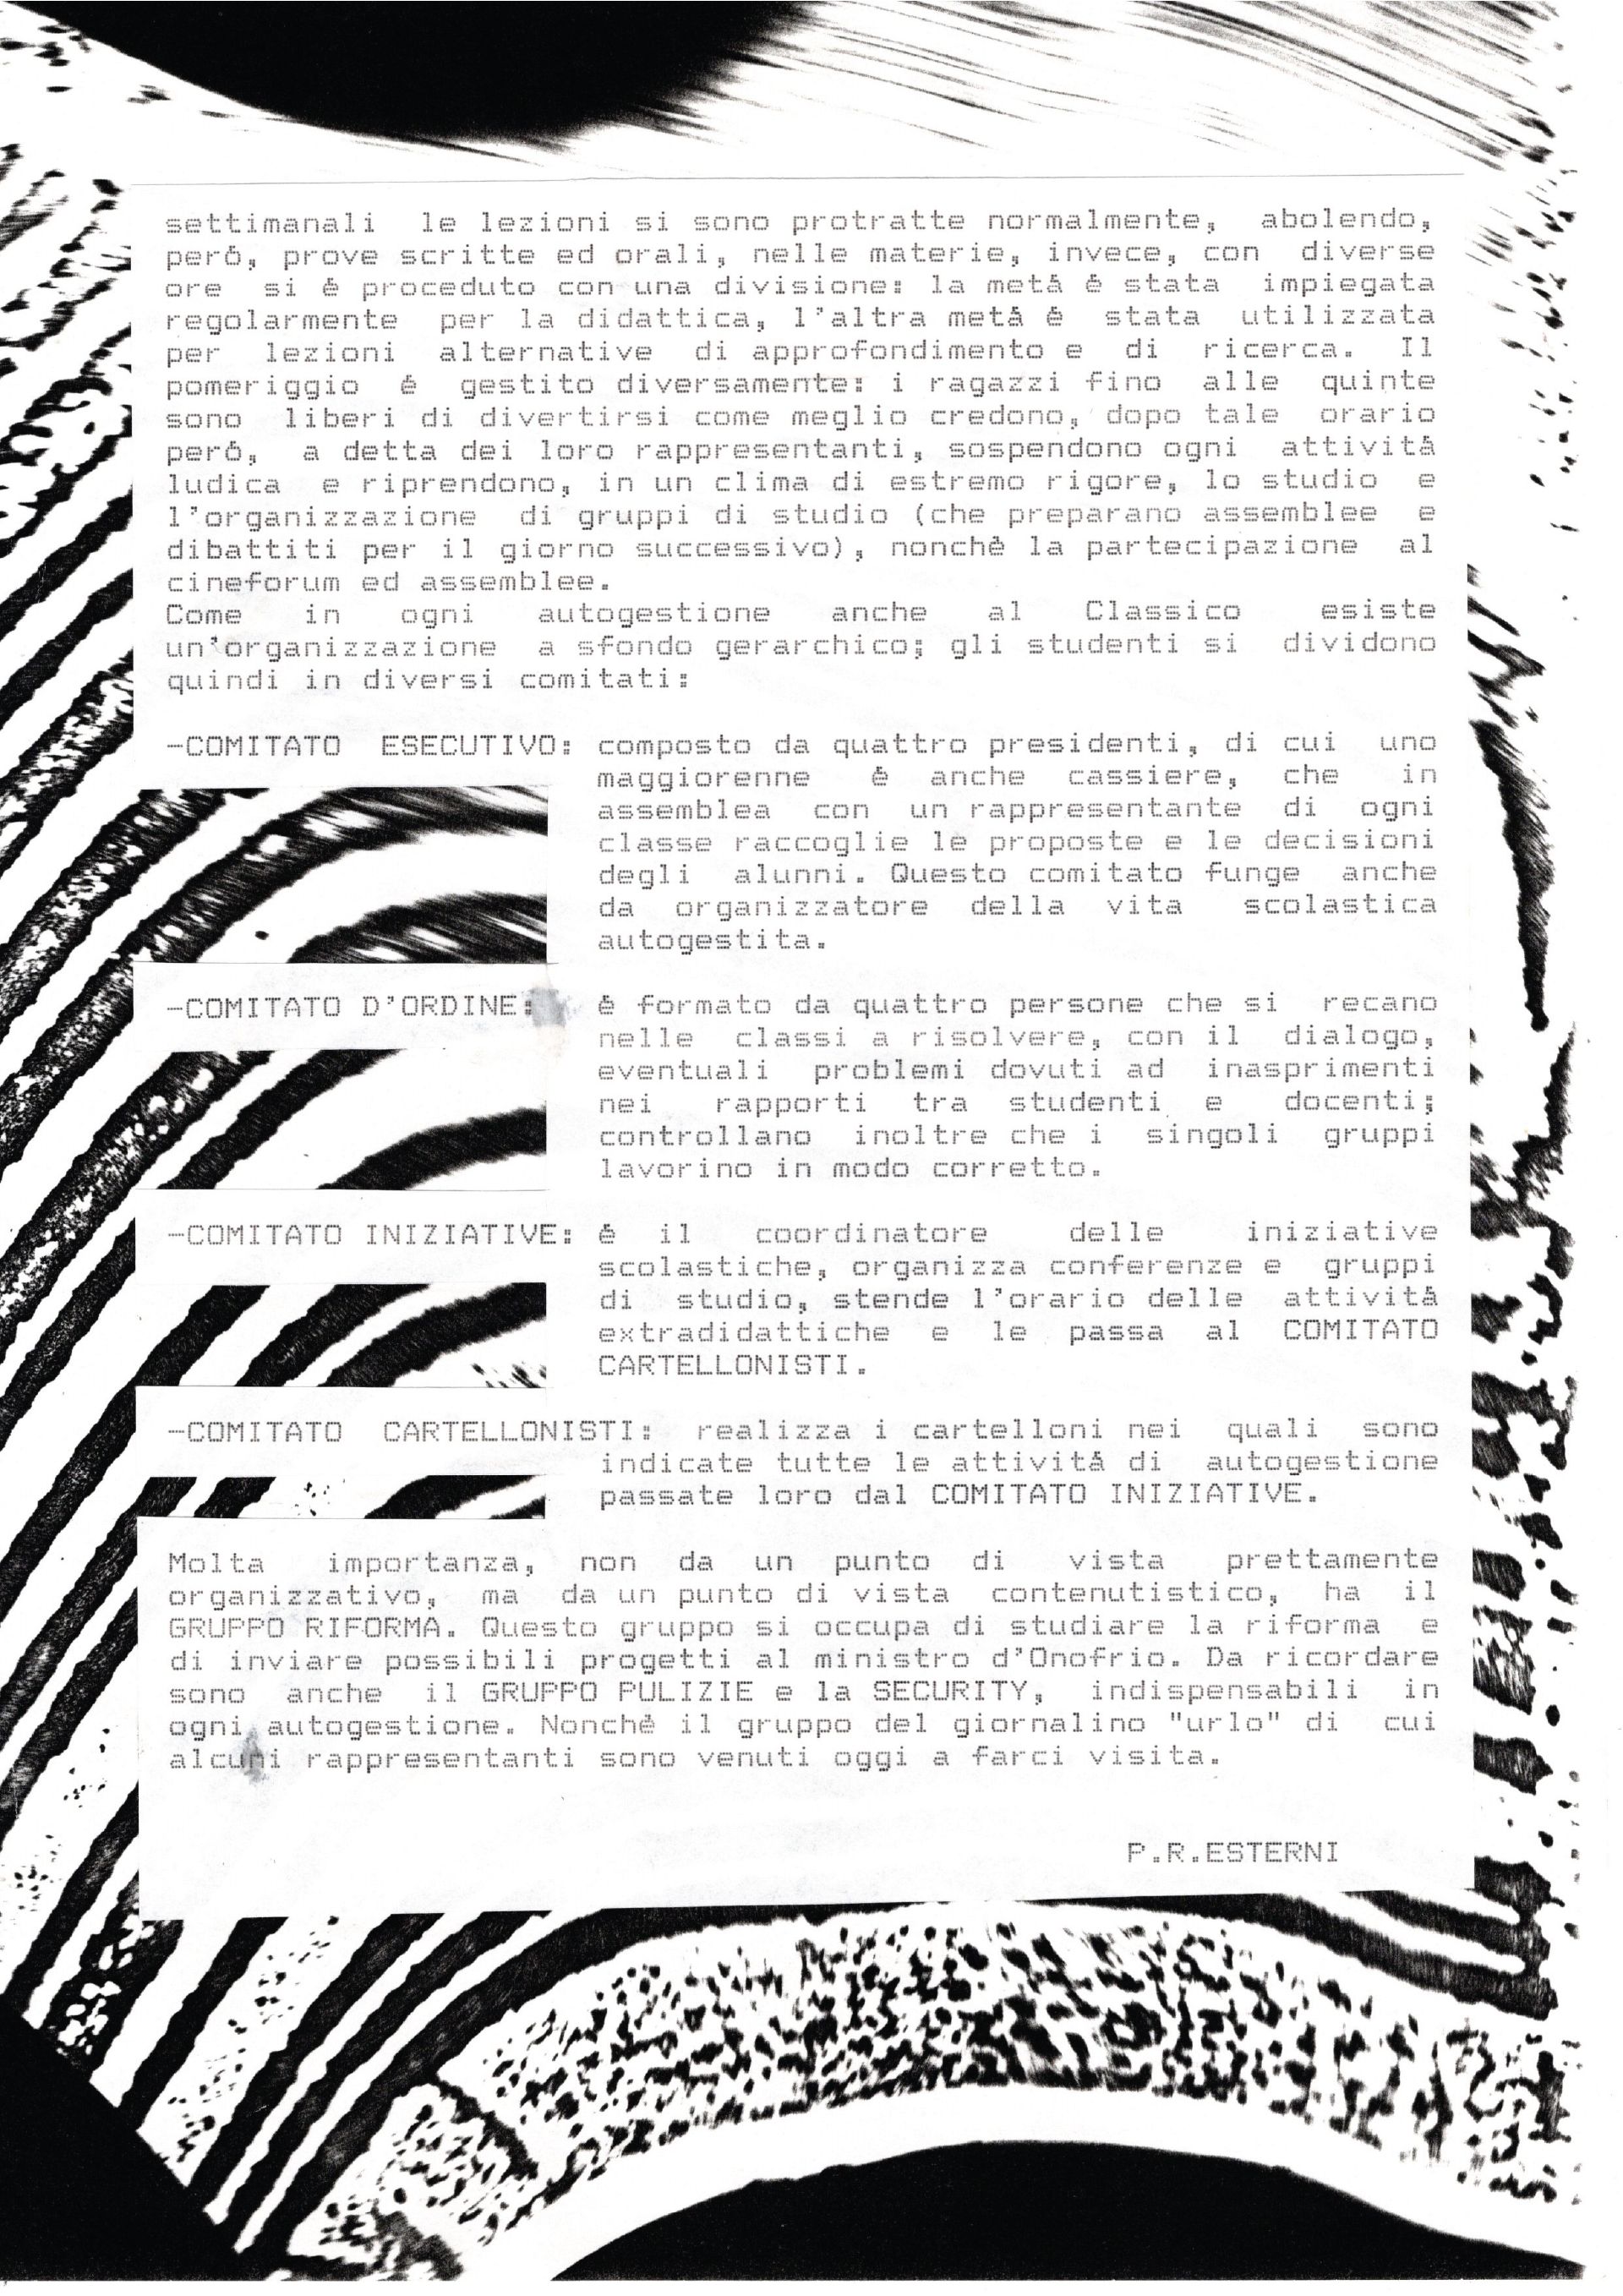 settimanali le lezioni si sono protratte normalmente, abolendo,
però, prove scritte ed orali, nelle materie, invece, con diverse
ore si è proceduto con una divisione: la metà è stata impiegata
regolarmente per la didattica, l'altra metà è stata utilizzata
per lezioni alternative di approfondimento e di ricerca. Il
pomeriggio è gestito diversamente: i ragazzi fino alle quinte
sono liberi di divertirsi come meglio credono, dopo tale orario
però, a detta dei loro rappresentanti, sospendono ogni attività
ludica e riprendono, in un clima di estremo rigore, lo studio e
l'organizzazione di gruppi di studio (che preparano assemblee e
dibattiti per il giorno successivo), nonchè la partecipazione al
cineforum ed assemblee.
Come in ogni autogestione anche al Classico esiste
un'organizzazione a sfondo gerarchico; gli studenti si dividono
quindi in diversi comitati:
-COMITATO ESECUTIVO: composto da quattro presidenti, di cui uno
maggiorenne è anche cassiere, che in
assemblea con un rappresentante di ogni
classe raccoglie le proposte e le decisioni
degli alunni. Questo comitato funge anche
da organizzatore della vita scolastica
autogestita.
-COMITATO D'ORDINE: è formato da quattro persone che si recano
nelle classi a risolvere, con il dialogo,
eventuali problemi dovuti ad inasprimenti
nei rapporti tra studenti e docenti;
controllano inoltre che i singoli gruppi
lavorino in modo corretto.
-COMITATO INIZIATIVE: è il coordinatore delle iniziative
scolastiche, organizza conferenze e gruppi
di studio, stende l'orario delle attività
extradidattiche e le passa al COMITATO
CARTELLONISTI.
-COMITATO CARTELLONISTI: realizza i cartelloni nei quali sono
indicate tutte le attività di autogestione
passate loro dal COMITATO INIZIATIVE.
Molta importanza, non da un punto di vista prettamente
organizzativo, ma da un punto di vista contenutistico, ha il
GRUPPO RIFORMA. Questo gruppo si occupa di studiare la riforma e
di inviare possibili progetti al ministro d'Onofrio. Da ricordare
sono anche il GRUPPO PULIZIE e la SECURITY, indispensabili in
ogni autogestione. Nonchè il gruppo del giornalino "urlo" di cui
alcuni rappresentanti sono venuti oggi a farci visita.
P.R.ESTERNI